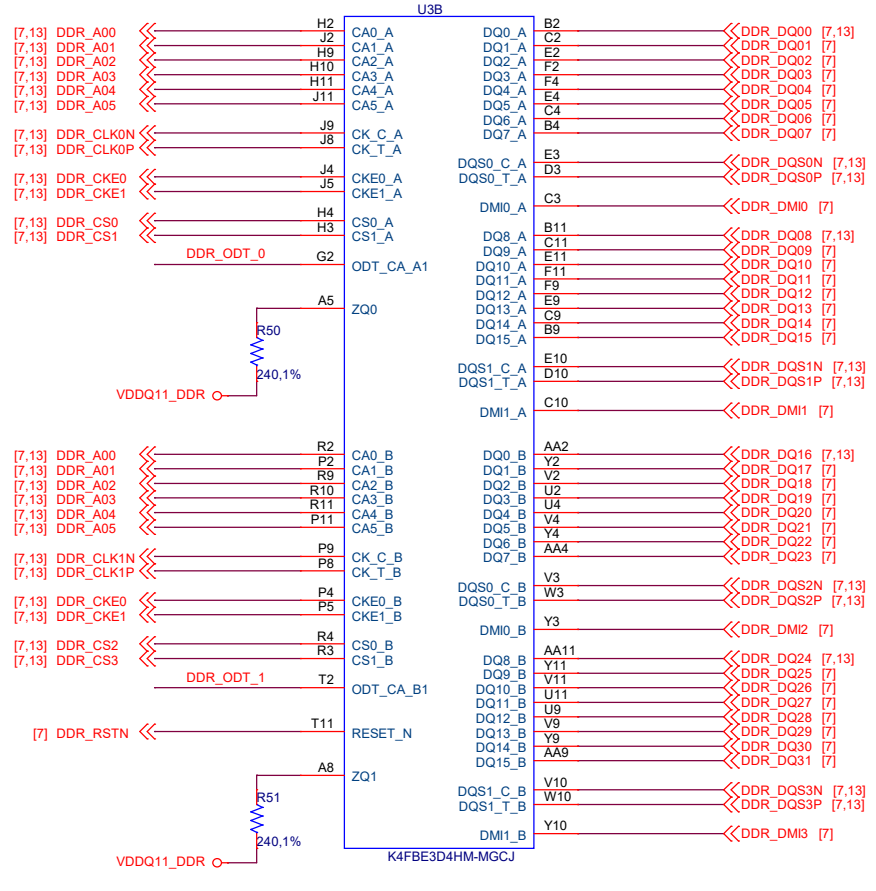 U3B
[7,13] DDR_A00 H2 CA0_A DQ0_A B2 DDR_DQ00 [7,13]
[7,13] DDR_A01 J2 CA1_A DQ1_A C2 DDR_DQ01 [7]
[7,13] DDR_A02 H9 CA2_A DQ2_A E2 DDR_DQ02 [7]
[7,13] DDR_A03 H10 CA3_A DQ3_A F2 DDR_DQ03 [7]
[7,13] DDR_A04 H11 CA4_A DQ4_A F4 DDR_DQ04 [7]
[7,13] DDR_A05 J11 CA5_A DQ5_A E4 DDR_DQ05 [7]
DQ6_A C4 DDR_DQ06 [7]
[7,13] DDR_CLK0N J9 CK_C_A DQ7_A B4 DDR_DQ07 [7]
[7,13] DDR_CLK0P J8 CK_T_A
DQS0_C_A E3 DDR_DQS0N [7,13]
[7,13] DDR_CKE0 J4 CKE0_A DQS0_T_A D3 DDR_DQS0P [7,13]
[7,13] DDR_CKE1 J5 CKE1_A
DMI0_A C3 DDR_DMI0 [7]
[7,13] DDR_CS0 H4 CS0_A
[7,13] DDR_CS1 H3 CS1_A DQ8_A B11 DDR_DQ08 [7,13]
DQ9_A C11 DDR_DQ09 [7]
DDR_ODT_0 G2 ODT_CA_A1 DQ10_A E11 DDR_DQ10 [7]
DQ11_A F11 DDR_DQ11 [7]
DQ12_A F9 DDR_DQ12 [7]
A5 ZQ0 DQ13_A E9 DDR_DQ13 [7]
DQ14_A C9 DDR_DQ14 [7]
R50 DQ15_A B9 DDR_DQ15 [7]
DQS1_C_A E10 DDR_DQS1N [7,13]
240,1% DQS1_T_A D10 DDR_DQS1P [7,13]
VDDQ11_DDR
DMI1_A C10 DDR_DMI1 [7]
[7,13] DDR_A00 R2 CA0_B DQ0_B AA2 DDR_DQ16 [7,13]
[7,13] DDR_A01 P2 CA1_B DQ1_B Y2 DDR_DQ17 [7]
[7,13] DDR_A02 R9 CA2_B DQ2_B V2 DDR_DQ18 [7]
[7,13] DDR_A03 R10 CA3_B DQ3_B U2 DDR_DQ19 [7]
[7,13] DDR_A04 R11 CA4_B DQ4_B U4 DDR_DQ20 [7]
[7,13] DDR_A05 P11 CA5_B DQ5_B V4 DDR_DQ21 [7]
DQ6_B Y4 DDR_DQ22 [7]
[7,13] DDR_CLK1N P9 CK_C_B DQ7_B AA4 DDR_DQ23 [7]
[7,13] DDR_CLK1P P8 CK_T_B
DQS0_C_B V3 DDR_DQS2N [7,13]
[7,13] DDR_CKE0 P4 CKE0_B DQS0_T_B W3 DDR_DQS2P [7,13]
[7,13] DDR_CKE1 P5 CKE1_B
DMI0_B Y3 DDR_DMI2 [7]
[7,13] DDR_CS2 R4 CS0_B
[7,13] DDR_CS3 R3 CS1_B DQ8_B AA11 DDR_DQ24 [7,13]
DQ9_B Y11 DDR_DQ25 [7]
DDR_ODT_1 T2 ODT_CA_B1 DQ10_B V11 DDR_DQ26 [7]
DQ11_B U11 DDR_DQ27 [7]
DQ12_B U9 DDR_DQ28 [7]
[7] DDR_RSTN T11 RESET_N DQ13_B V9 DDR_DQ29 [7]
DQ14_B Y9 DDR_DQ30 [7]
DQ15_B AA9 DDR_DQ31 [7]
A8 ZQ1
DQS1_C_B V10 DDR_DQS3N [7,13]
R51 DQS1_T_B W10 DDR_DQS3P [7,13]
DMI1_B Y10 DDR_DMI3 [7]
240,1%
VDDQ11_DDR
K4FBE3D4HM-MGCJ